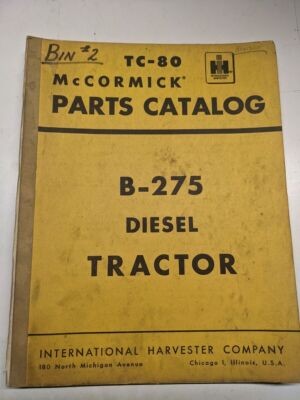 BIN #2
TC-80
McCORMICK®
PARTS CATALOG
B-275
DIESEL
TRACTOR
INTERNATIONAL HARVESTER COMPANY
180 North Michigan Avenue Chicago 1, Illinois, U.S.A.